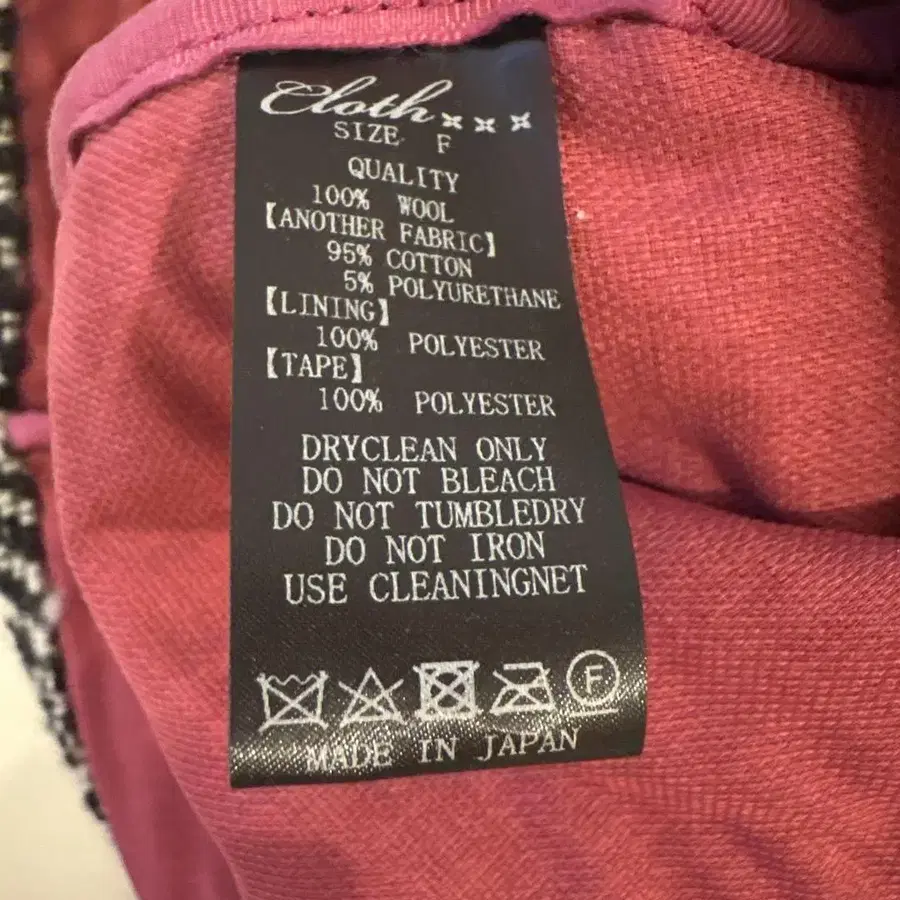 Cloth
SIZE F
QUALITY
100% WOOL
【ANOTHER FABRIC】
95% COTTON
5% POLYURETHANE
【LINING】
100% POLYESTER
【TAPE】
100% POLYESTER
DRYCLEAN ONLY
DO NOT BLEACH
DO NOT TUMBLEDRY
DO NOT IRON
USE CLEANINGNET
F
MADE IN JAPAN